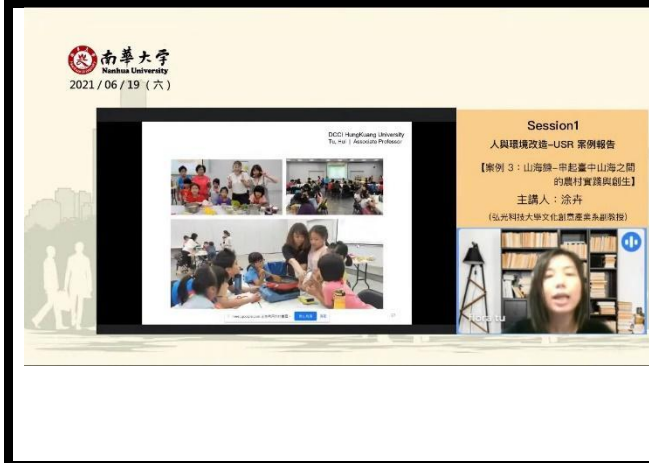 南華大学
Nanhua University
2021/06/19（六）
DCCI HungKuang University
Tu, Hui | Associate Professor
Session1
人與環境改造-USR 案例報告
【案例 3：山海線-串起臺中山海之間
的農村實踐與創生】
主講人：涂卉
(弘光科技大學文化創意產業系副教授)